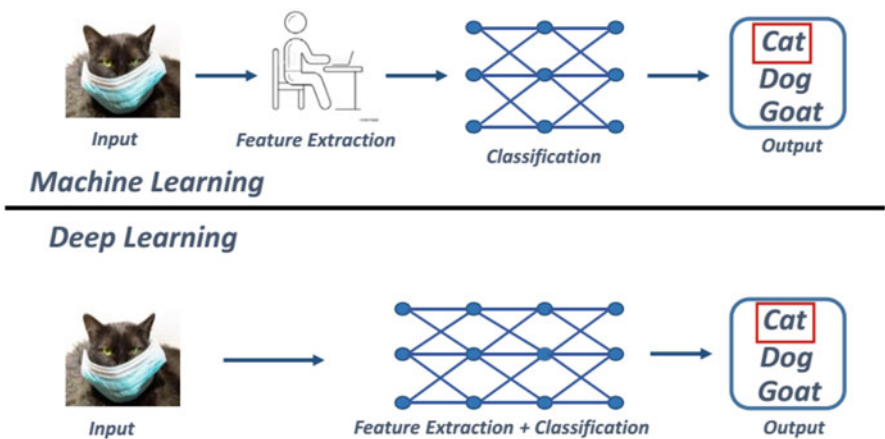 Cat
Dog
Goat
Input
Feature Extraction
Classification
Output
Machine Learning
Deep Learning
Cat
Dog
Goat
Input
Feature Extraction + Classification
Output